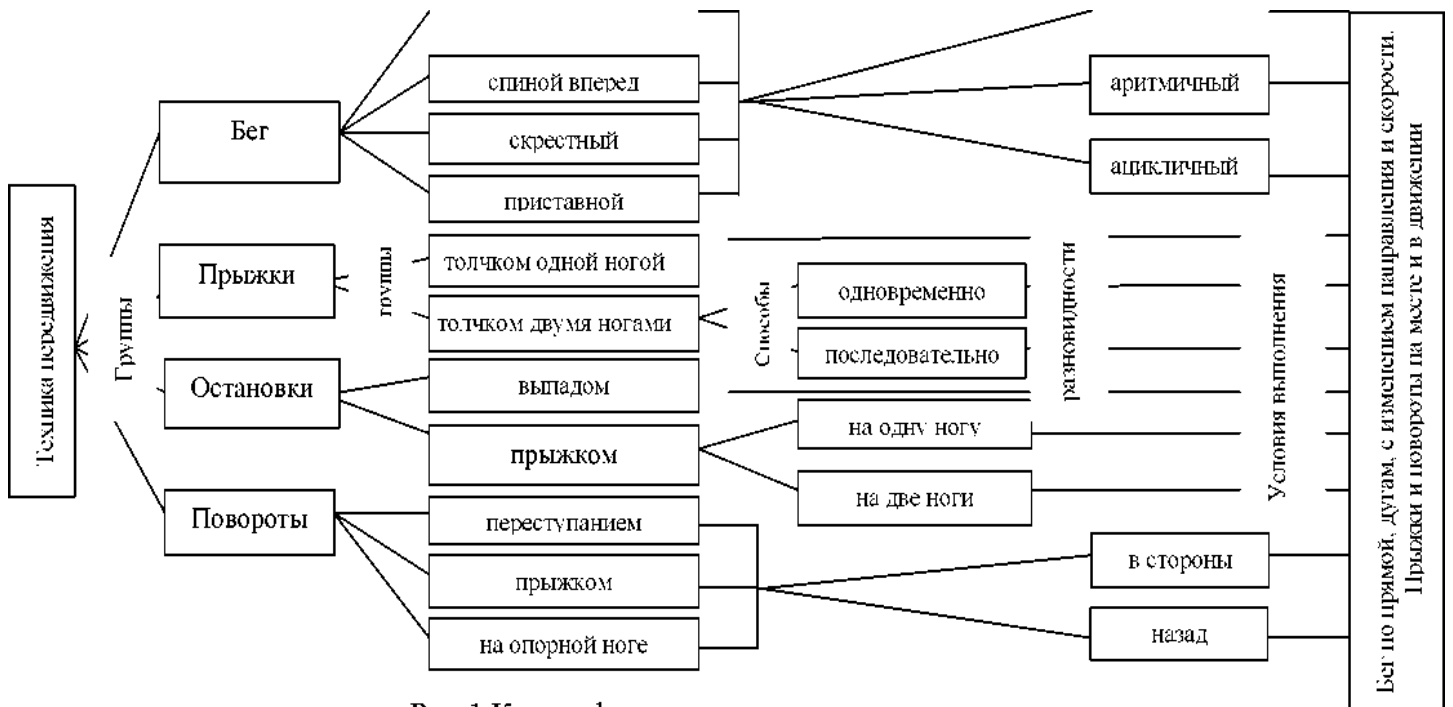 Техника передвижения
Группы
Бег
Прыжки
Остановки
Повороты
группы
спиной вперед
скрестный
приставной
толчком одной ногой
толчком двумя ногами
выпадом
прыжком
переступанием
прыжком
на опорной ноге
Способы
одновременно
последовательно
на одну ногу
на две ноги
разновидности
аритмичный
ацикличный
в стороны
назад
Условия выполнения
Бег по прямой, дугам, с изменением направления и скорости.
Прыжки и повороты на месте и в движении